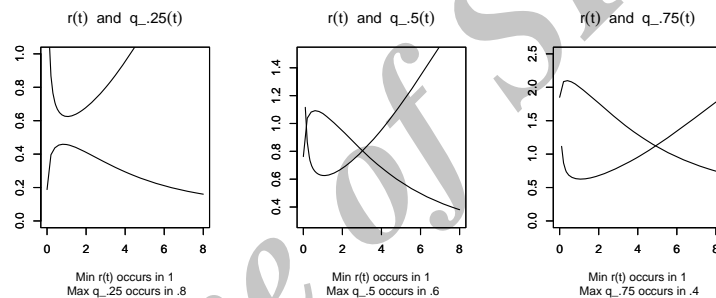 r(t) and q_.25(t)
1.0
0.8
0.6
0.4
0.2
0.0
0 2 4 6 8
Min r(t) occurs in 1
Max q_.25 occurs in .8
r(t) and q_.5(t)
1.4
1.2
1.0
0.8
0.6
0.4
0 2 4 6 8
Min r(t) occurs in 1
Max q_.5 occurs in .6
r(t) and q_.75(t)
2.5
2.0
1.5
1.0
0.5
0.0
0 2 4 6 8
Min r(t) occurs in 1
Max q_.75 occurs in .4